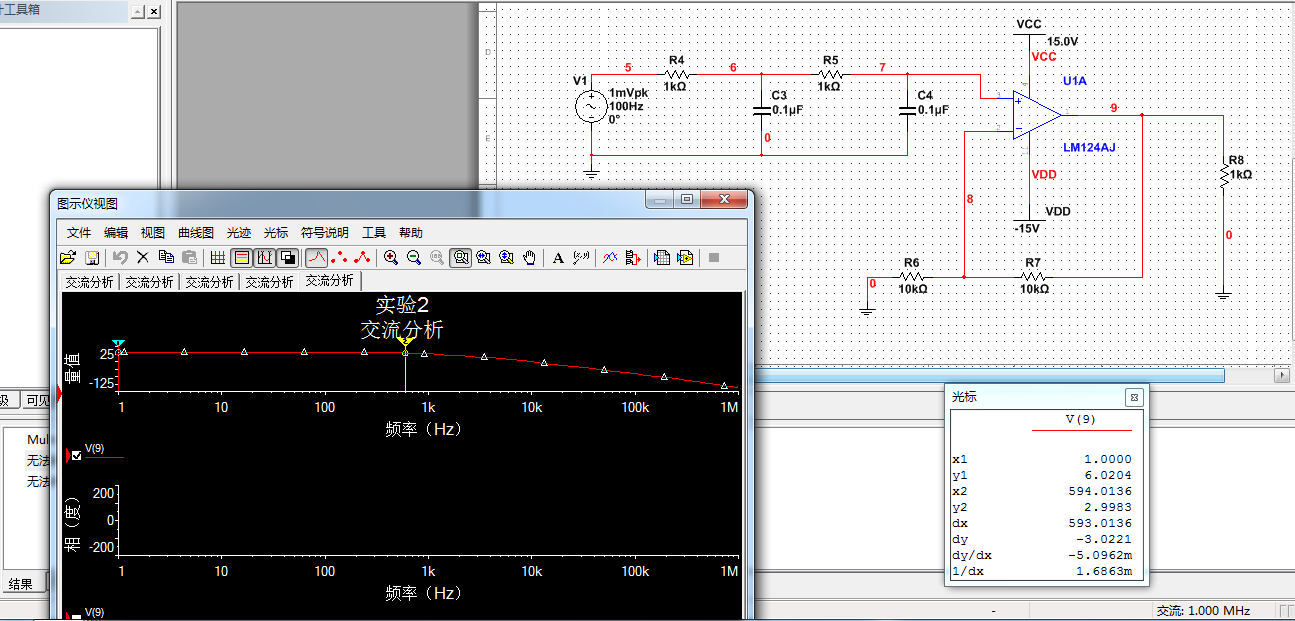 计工具箱
VCC
15.0V
VCC
U1A
V1
1mVpk
100Hz
0°
5
R4
1kΩ
6
R5
1kΩ
7
C3
0.1µF
C4
0.1µF
0
3
2
1
9
LM124AJ
VDD
VDD
-15V
8
R8
1kΩ
0
0
R6
10kΩ
R7
10kΩ
D
E
图示仪视图
文件 编辑 视图 曲线图 光迹 光标 符号说明 工具 帮助
交流分析 交流分析 交流分析 交流分析 交流分析
实验2
交流分析
量值
25
-125
1 10 100 1k 10k 100k 1M
频率（Hz）
V(9)
相（度）
200
0
-200
1 10 100 1k 10k 100k 1M
频率（Hz）
V(9)
级 可见
Mul
无法
无法
结果
光标
V(9)
x1 1.0000
y1 6.0204
x2 594.0136
y2 2.9983
dx 593.0136
dy -3.0221
dy/dx -5.0962m
1/dx 1.6863m
- 交流: 1.000 MHz